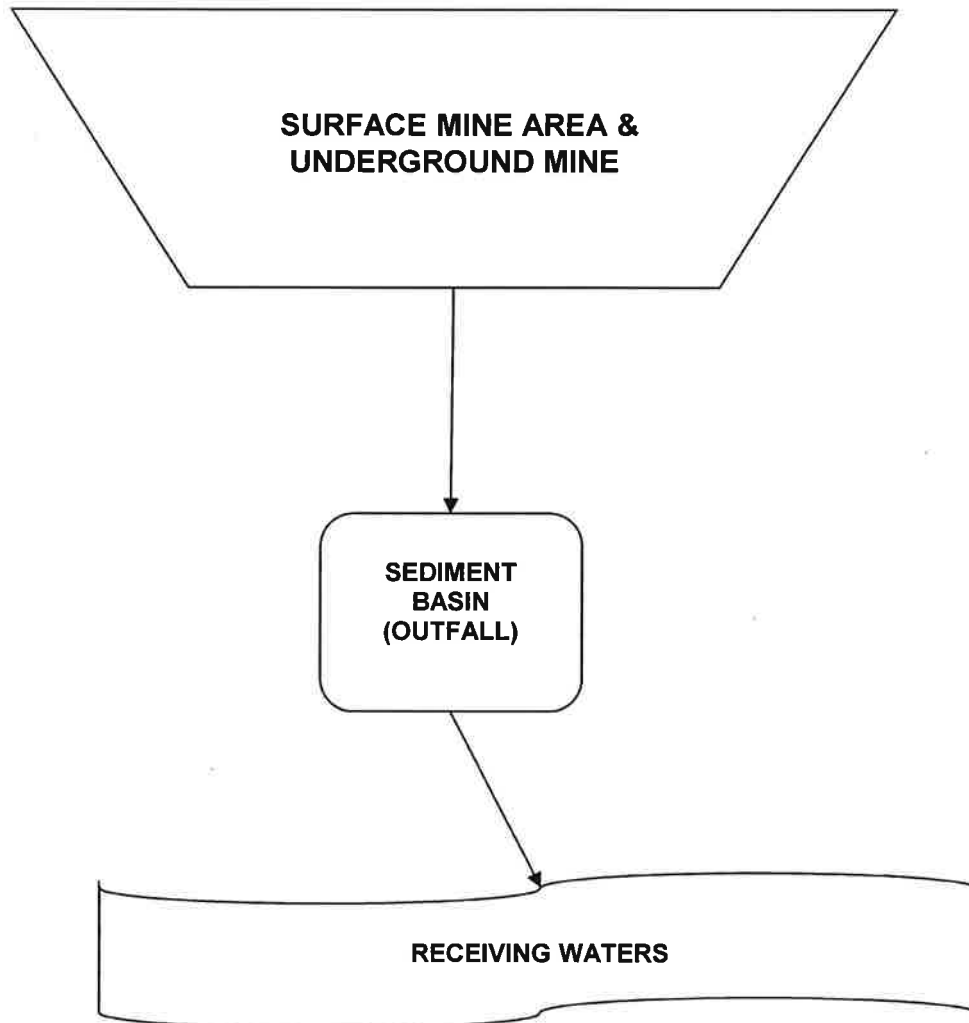 SURFACE MINE AREA &
UNDERGROUND MINE
SEDIMENT
BASIN
(OUTFALL)
RECEIVING WATERS